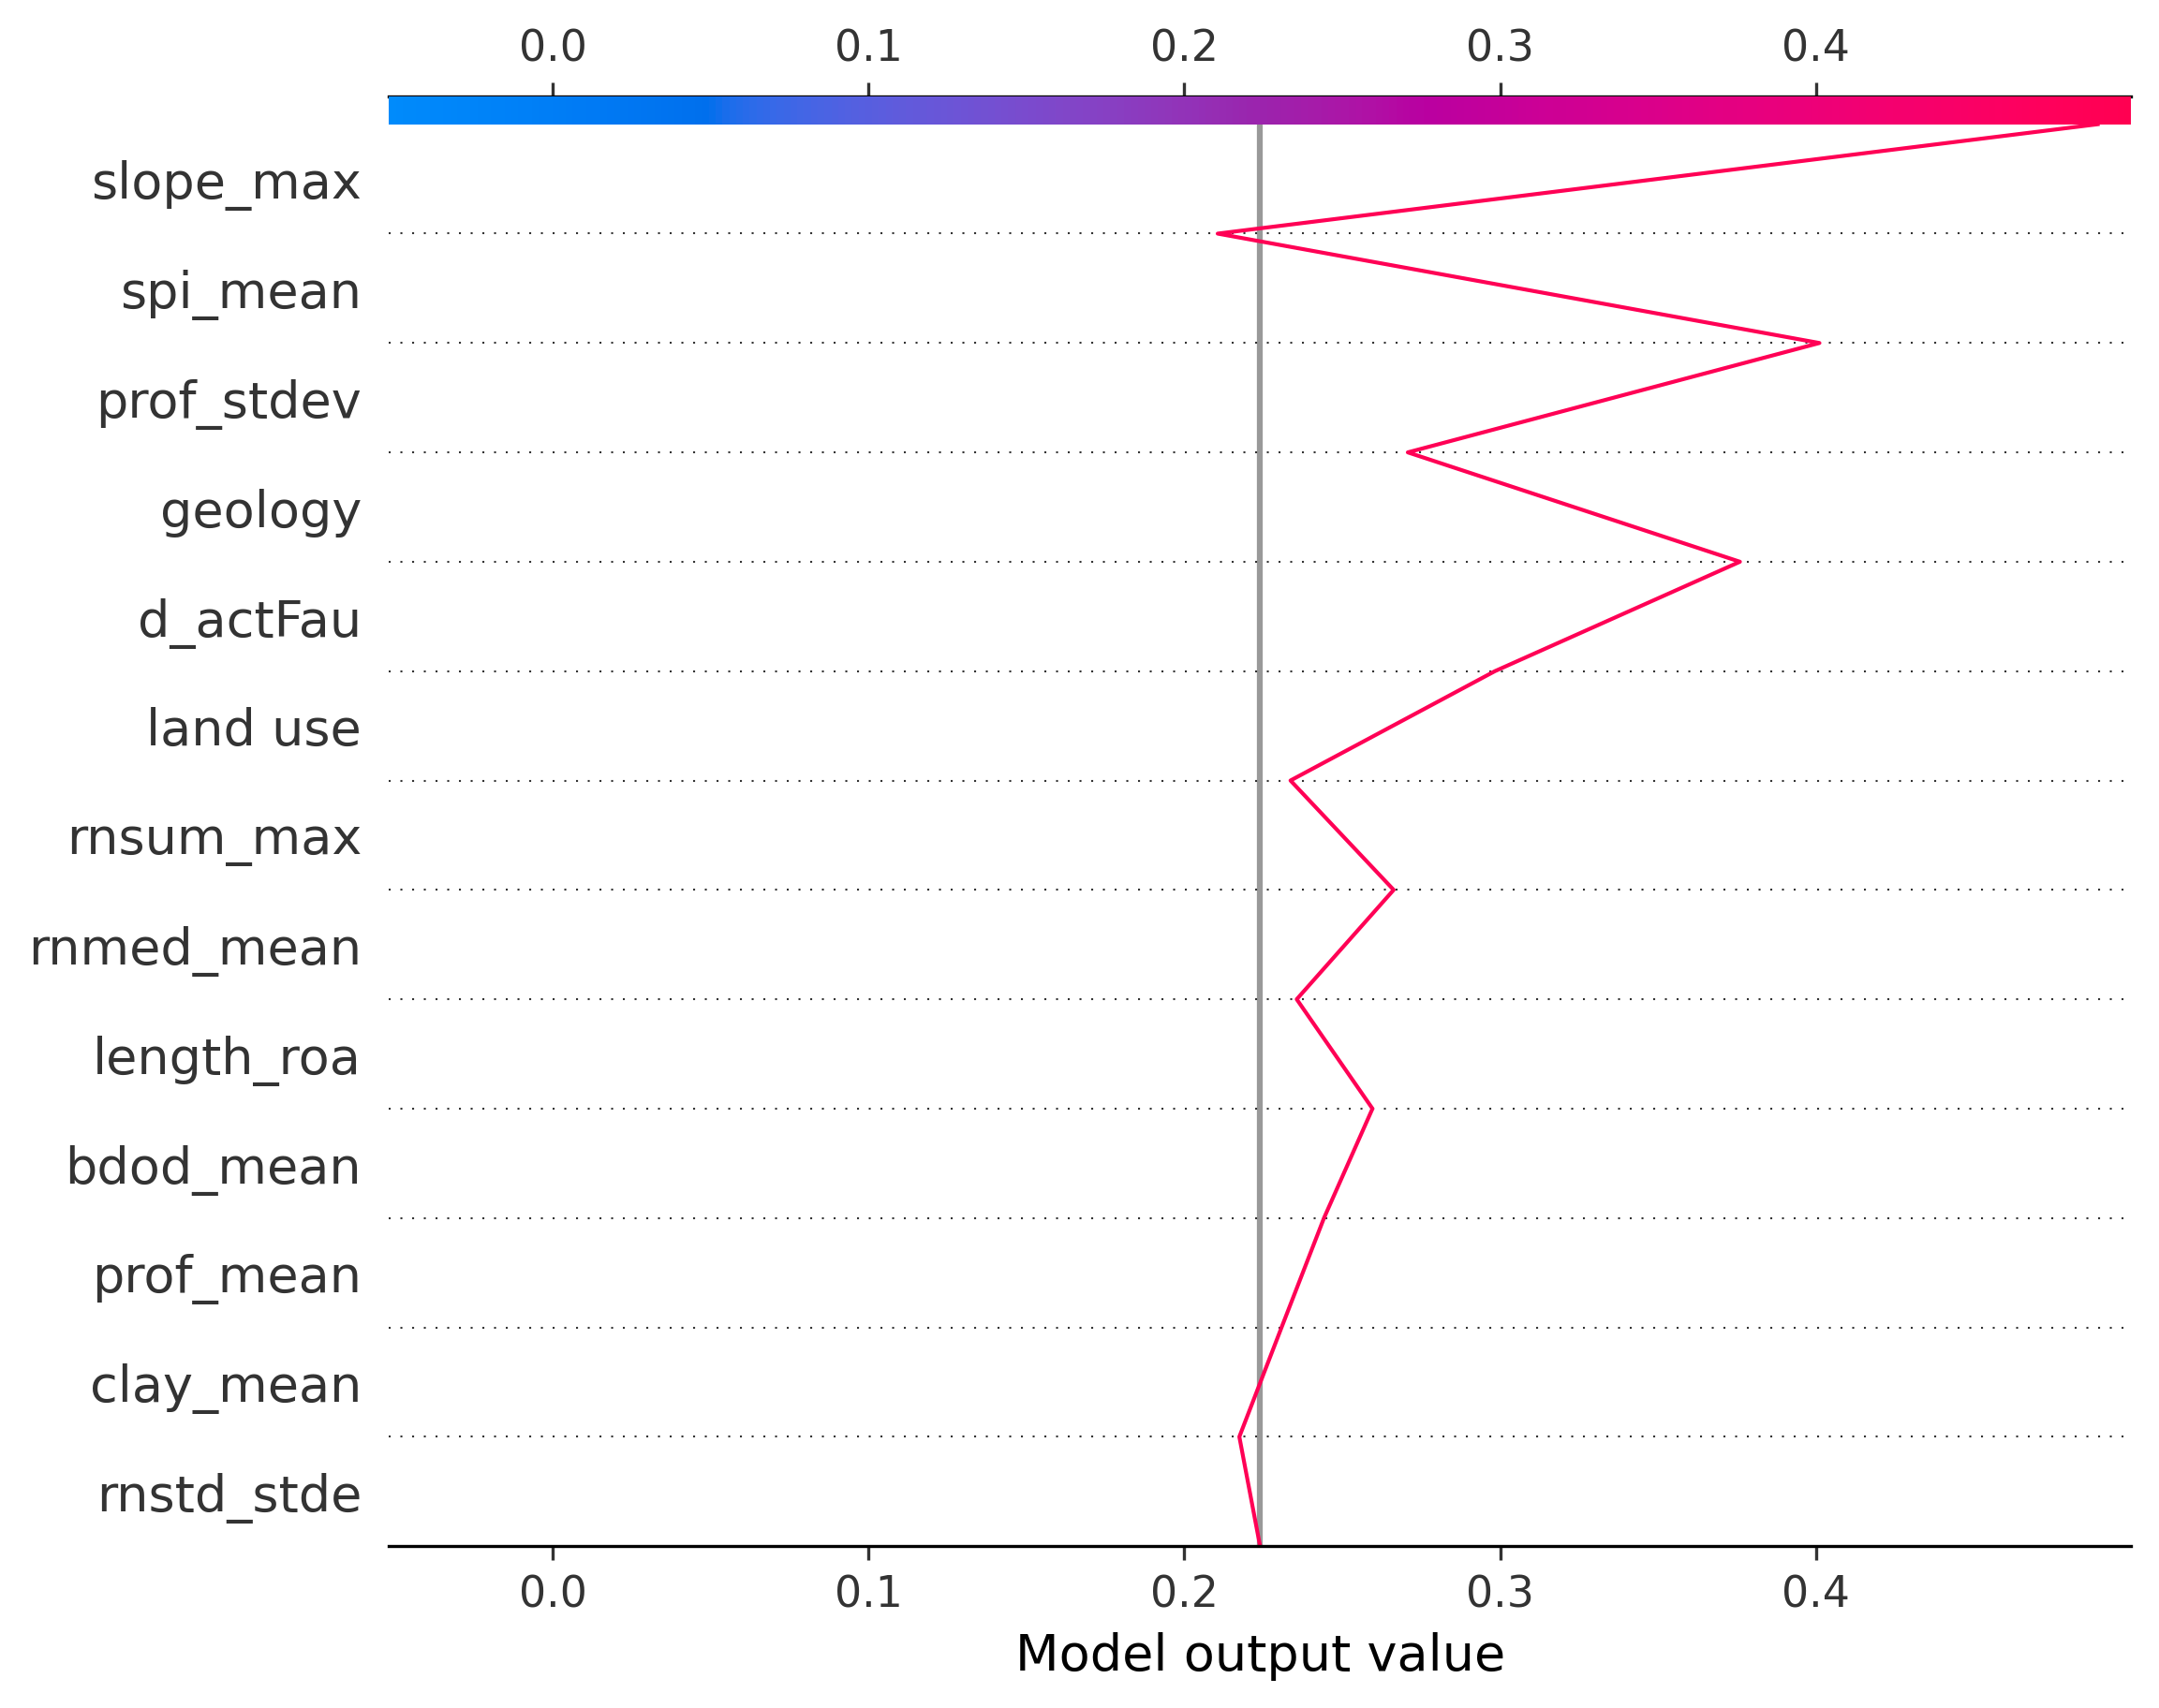 0.0 0.1 0.2 0.3 0.4
slope_max
spi_mean
prof_stdev
geology
d_actFau
land use
rnsum_max
rnmed_mean
length_roa
bdod_mean
prof_mean
clay_mean
rnstd_stde
0.0 0.1 0.2 0.3 0.4
Model output value